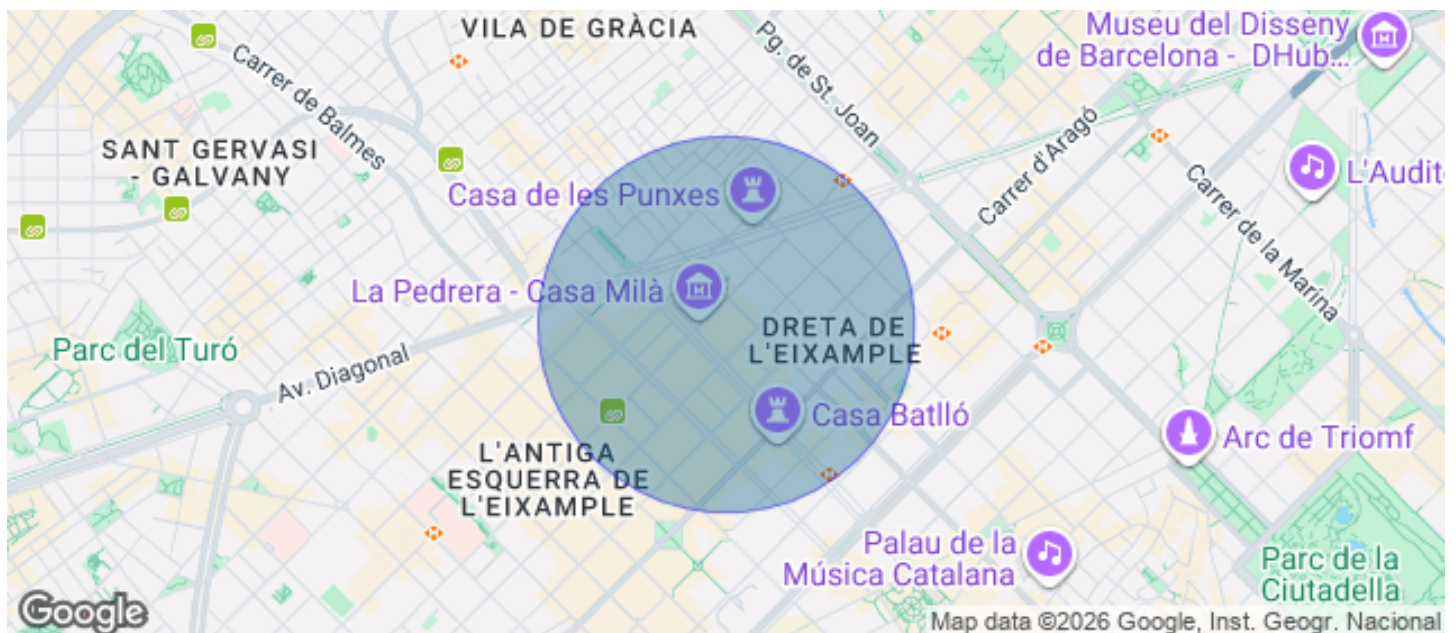 VILA DE GRÀCIA
Museu del Disseny
de Barcelona - DHub...
Carrer de Balmes
Pg. de St. Joan
SANT GERVASI
- GALVANY
Carrer d'Aragó
L'Audito
Casa de les Punxes
Carrer de la Marina
La Pedrera - Casa Milà
DRETA DE
L'EIXAMPLE
Parc del Turó
Av. Diagonal
Casa Batlló
Arc de Triomf
L'ANTIGA
ESQUERRA DE
L'EIXAMPLE
Palau de la
Música Catalana
Parc de la
Ciutadella
Google
Map data ©2026 Google, Inst. Geogr. Nacional